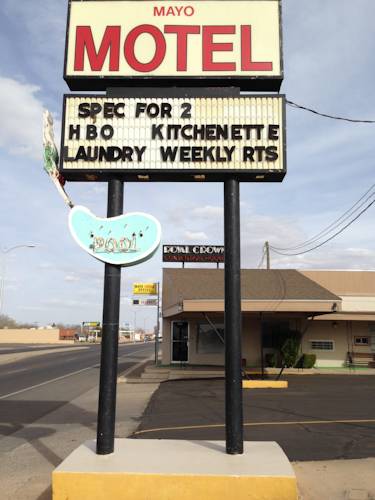 MAYO
MOTEL
SPEC FOR 2
HBO KITCHENETTE
LAUNDRY WEEKLY RTS
POOL
ROYAL CROWN